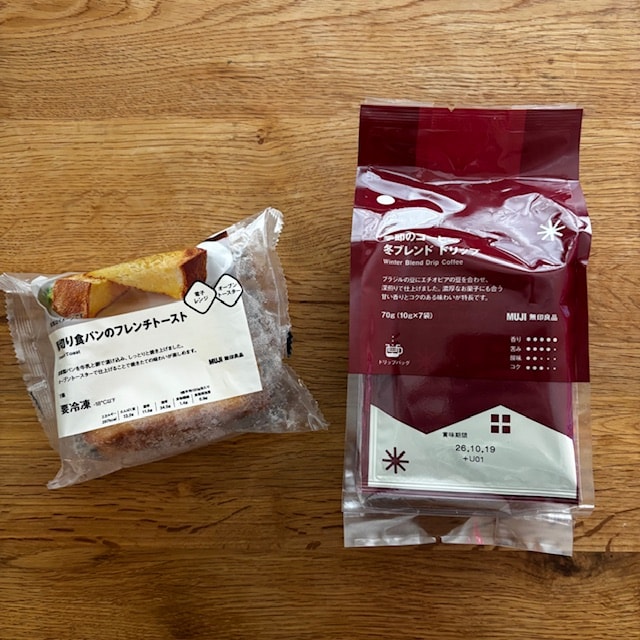 電子
レンジ
オーブン
トースター
切り食パンのフレンチトースト
Toast
MUJI 無印良品
要冷凍 -18℃以下
冬ブレンド ドリップ
Winter Blend Drip Coffee
ブラジルの豆にエチオピアの豆を合わせ、
深煎りで仕上げました。濃厚なお菓子にも合う
甘い香りとコクのある味わいが特長です。
70g（10g×7袋）
MUJI 無印良品
ドリップバッグ
香り
苦み
酸味
コク
賞味期限
26.10.19
+U01